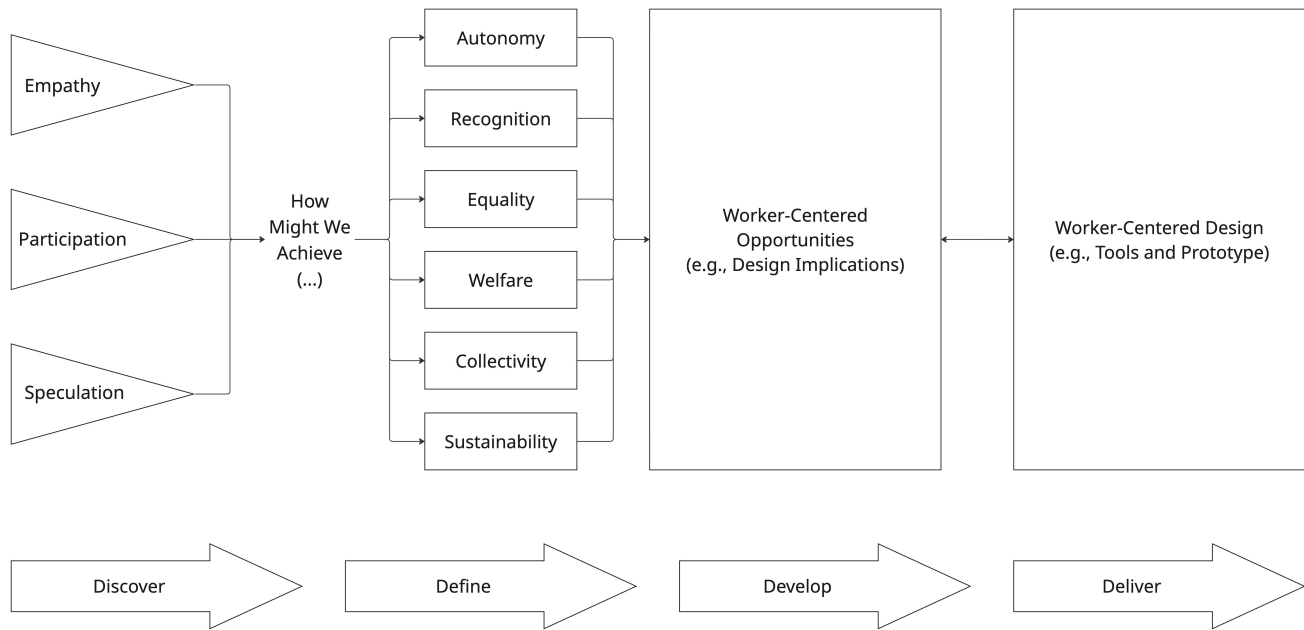 Empathy
Participation
Speculation
How
Might We
Achieve
(...)
Autonomy
Recognition
Equality
Welfare
Collectivity
Sustainability
Worker-Centered
Opportunities
(e.g., Design Implications)
Worker-Centered Design
(e.g., Tools and Prototype)
Discover
Define
Develop
Deliver